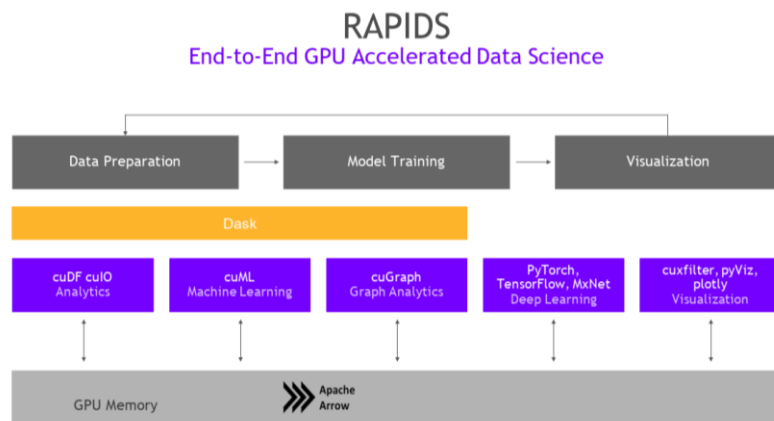 RAPIDS
End-to-End GPU Accelerated Data Science
Data Preparation
Model Training
Visualization
Dask
cuDF cuIO
Analytics
cuML
Machine Learning
cuGraph
Graph Analytics
PyTorch,
TensorFlow, MxNet
Deep Learning
cuxfilter, pyViz,
plotly
Visualization
GPU Memory
Apache
Arrow